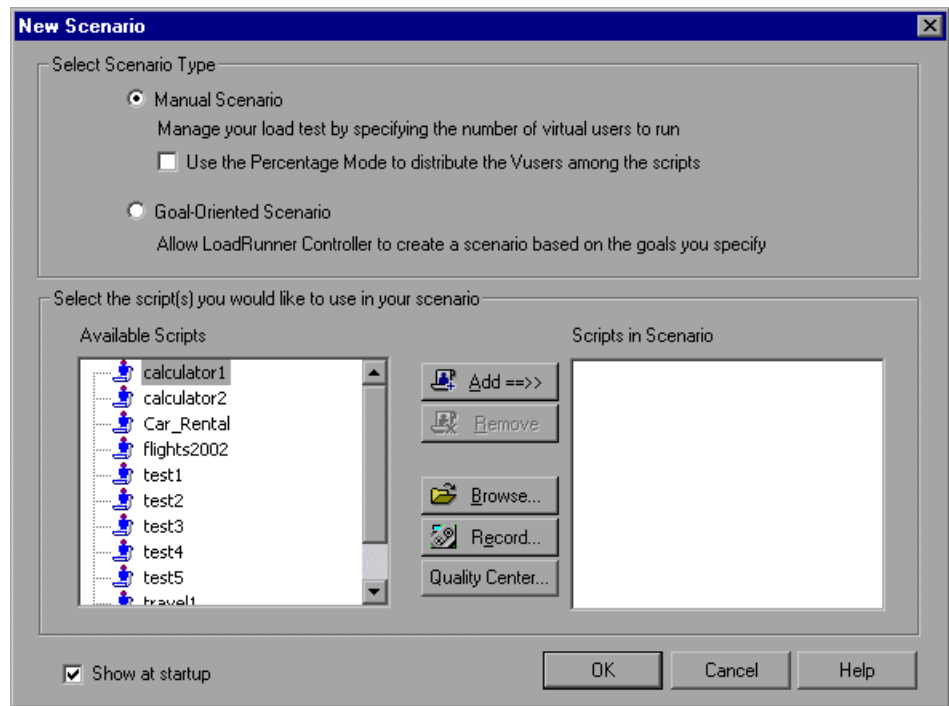 New Scenario
Select Scenario Type
Manual Scenario
Manage your load test by specifying the number of virtual users to run
Use the Percentage Mode to distribute the Vusers among the scripts
Goal-Oriented Scenario
Allow LoadRunner Controller to create a scenario based on the goals you specify
Select the script(s) you would like to use in your scenario
Available Scripts
calculator1
calculator2
Car_Rental
flights2002
test1
test2
test3
test4
test5
travel1
Add ==>>
Remove
Browse...
Record...
Quality Center...
Scripts in Scenario
Show at startup
OK
Cancel
Help